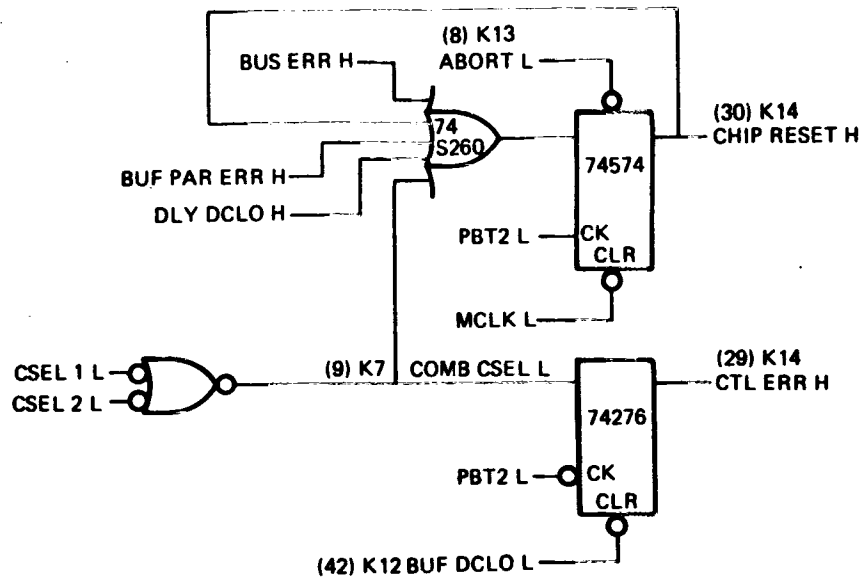 (8) K13
ABORT L
BUS ERR H
(30) K14
CHIP RESET H
74
S260
74574
BUF PAR ERR H
DLY DCLO H
PBT2 L
CK
CLR
MCLK L
CSEL 1 L
CSEL 2 L
(9) K7
COMB CSEL L
(29) K14
CTL ERR H
74276
PBT2 L
CK
CLR
(42) K12 BUF DCLO L